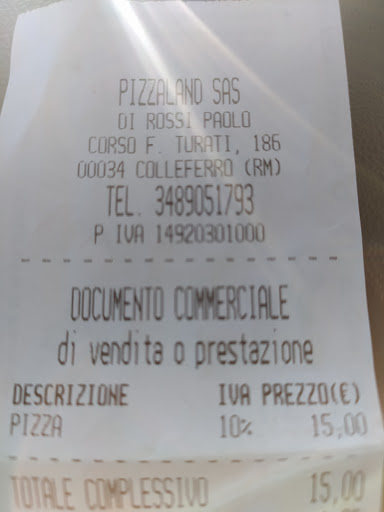 PIZZALAND SAS
DI ROSSI PAOLO
CORSO F. TURATI, 186
00034 COLLEFERRO (RM)
TEL. 3489051793
P IVA 14920301000
DOCUMENTO COMMERCIALE
di vendita o prestazione
DESCRIZIONE IVA PREZZO(€)
PIZZA 10% 15,00
TOTALE COMPLESSIVO 15,00